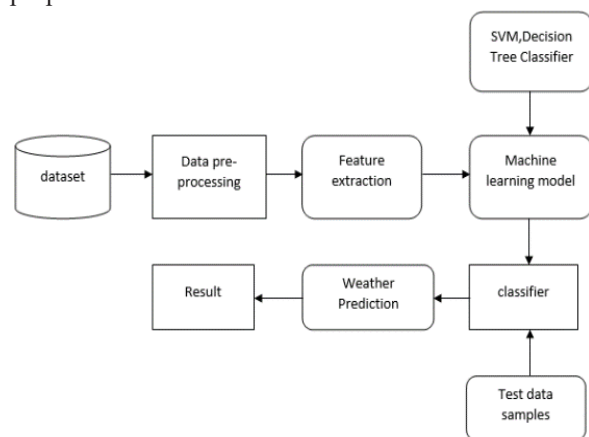 SVM,Decision
Tree Classifier
dataset
Data pre-
processing
Feature
extraction
Machine
learning model
Result
Weather
Prediction
classifier
Test data
samples